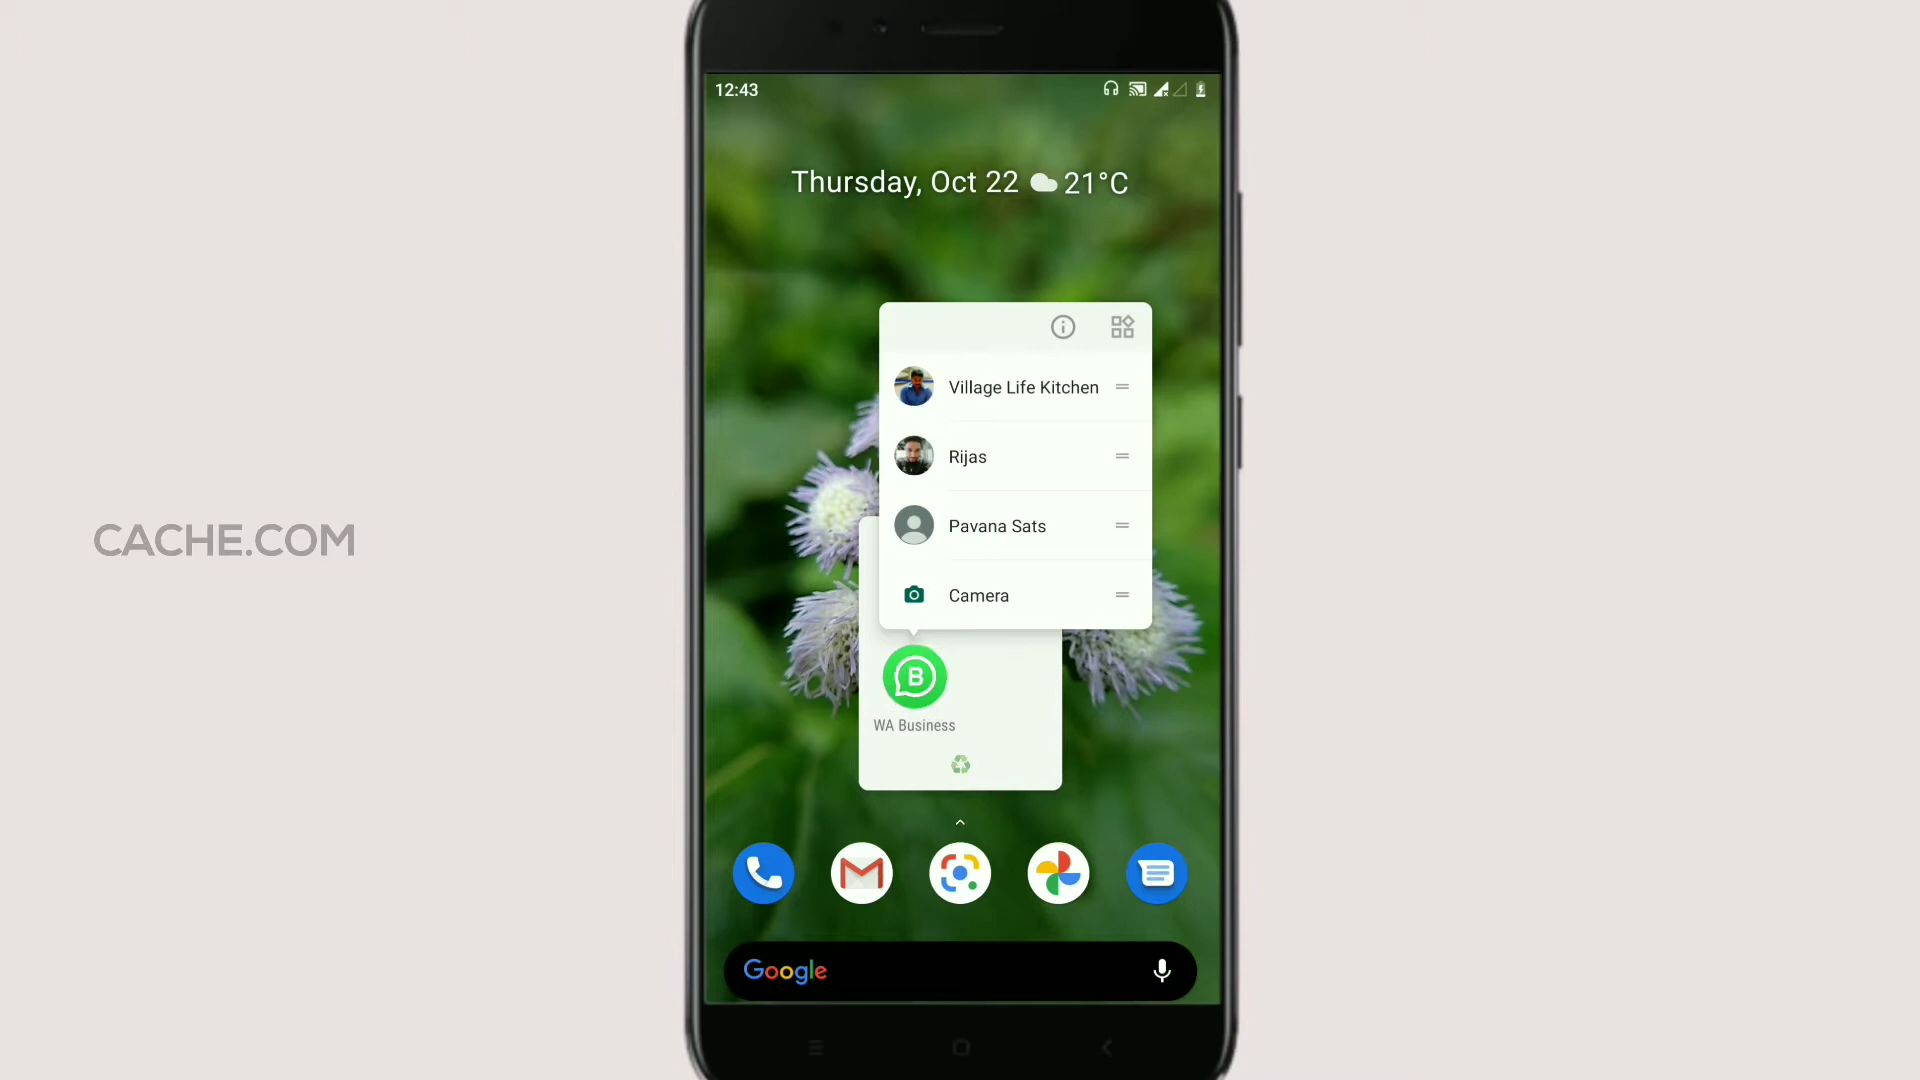 12:43
Thursday, Oct 22 21°C
Village Life Kitchen
Rijas
Pavana Sats
Camera
CACHE.COM
B
WA Business
Google